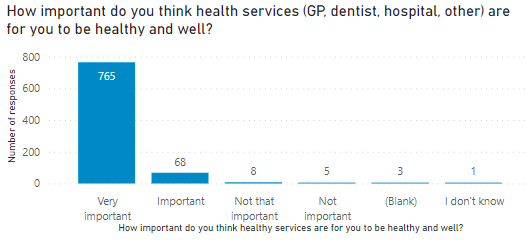 How important do you think health services (GP, dentist, hospital, other) are
for you to be healthy and well?
Number of responses
800
600
400
200
0
765
68
8
5
3
1
Very
important
Important
Not that
important
Not
important
(Blank)
I don't know
How important do you think healthy services are for you to be healthy and well?